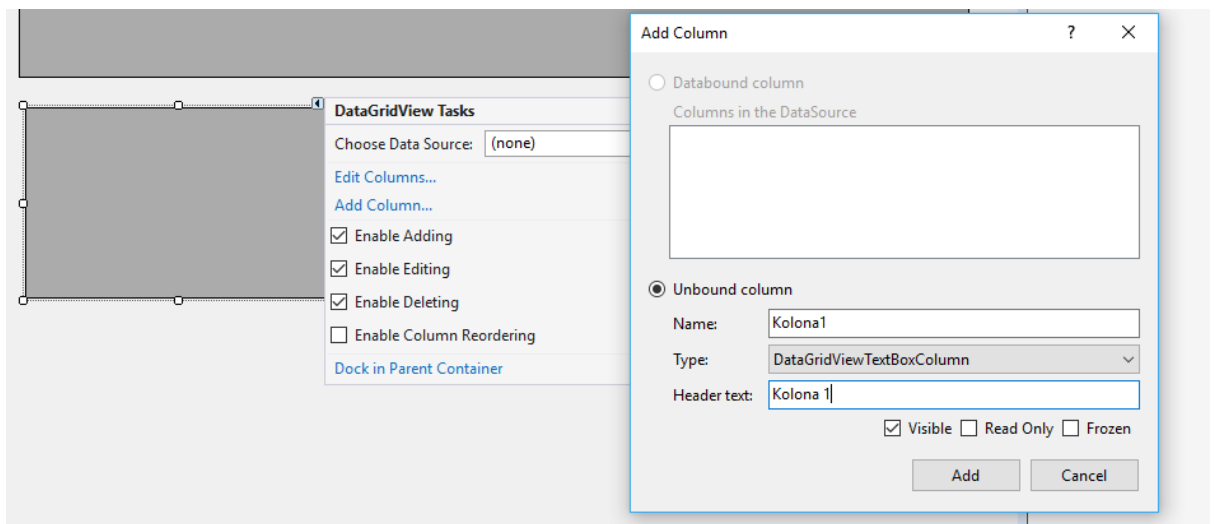 Add Column
?
Databound column
Columns in the DataSource
DataGridView Tasks
Choose Data Source: (none)
Edit Columns...
Add Column...
Enable Adding
Enable Editing
Enable Deleting
Enable Column Reordering
Dock in Parent Container
Unbound column
Name: Kolona1
Type: DataGridViewTextBoxColumn
Header text: Kolona 1
Visible Read Only Frozen
Add Cancel